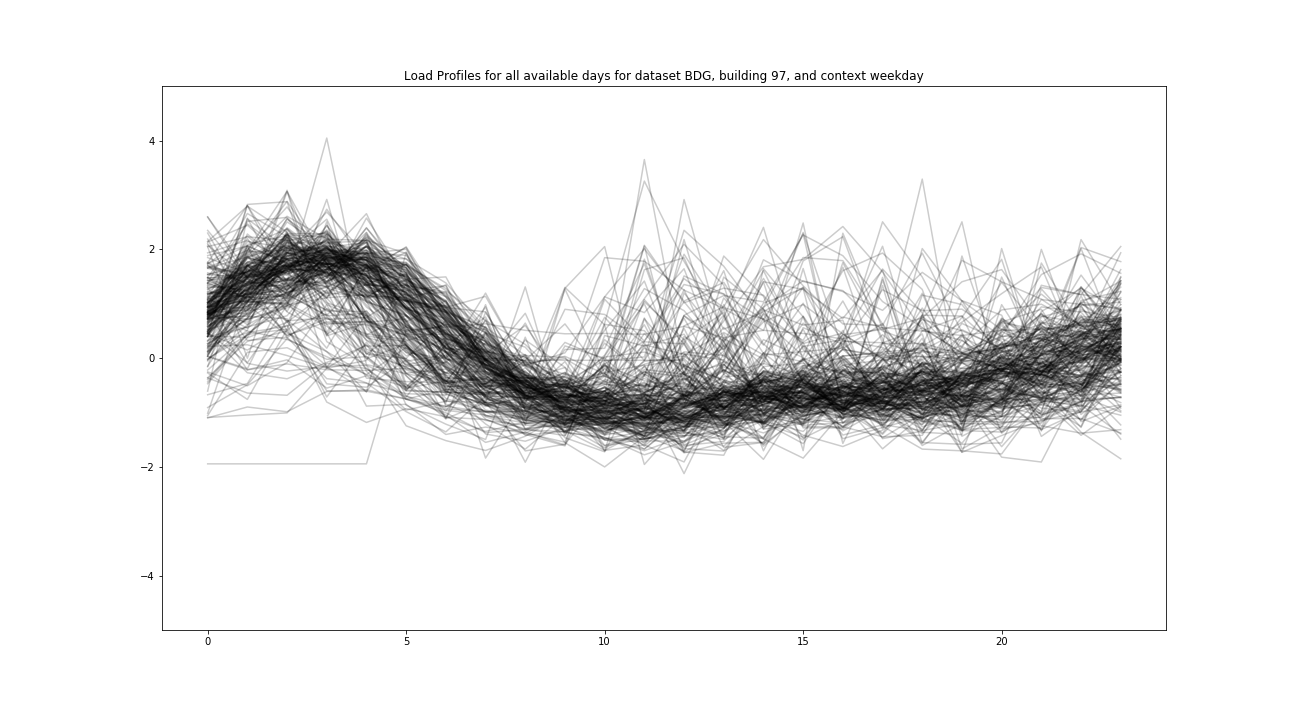 Load Profiles for all available days for dataset BDG, building 97, and context weekday
4
2
0
−2
−4
0 5 10 15 20